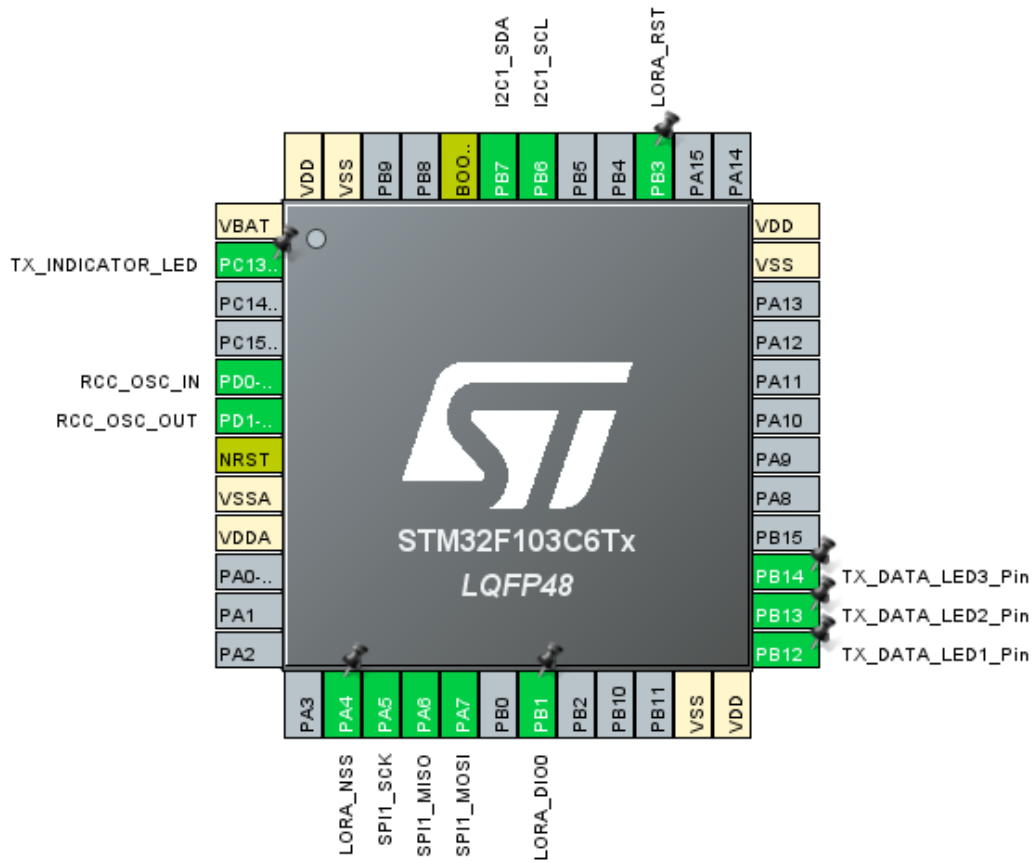 I2C1_SDA
I2C1_SCL
LORA_RST
VDD
VSS
PB9
PB8
BOO..
PB7
PB6
PB5
PB4
PB3
PA15
PA14
VBAT
TX_INDICATOR_LED PC13..
PC14..
PC15..
RCC_OSC_IN PD0-..
RCC_OSC_OUT PD1-..
NRST
VSSA
VDDA
PA0-..
PA1
PA2
VDD
VSS
PA13
PA12
PA11
PA10
PA9
PA8
PB15
PB14 TX_DATA_LED3_Pin
PB13 TX_DATA_LED2_Pin
PB12 TX_DATA_LED1_Pin
ST
STM32F103C6Tx
LQFP48
PA3
PA4
PA5
PA6
PA7
PB0
PB1
PB2
PB10
PB11
VSS
VDD
LORA_NSS
SPI1_SCK
SPI1_MISO
SPI1_MOSI
LORA_DIO0